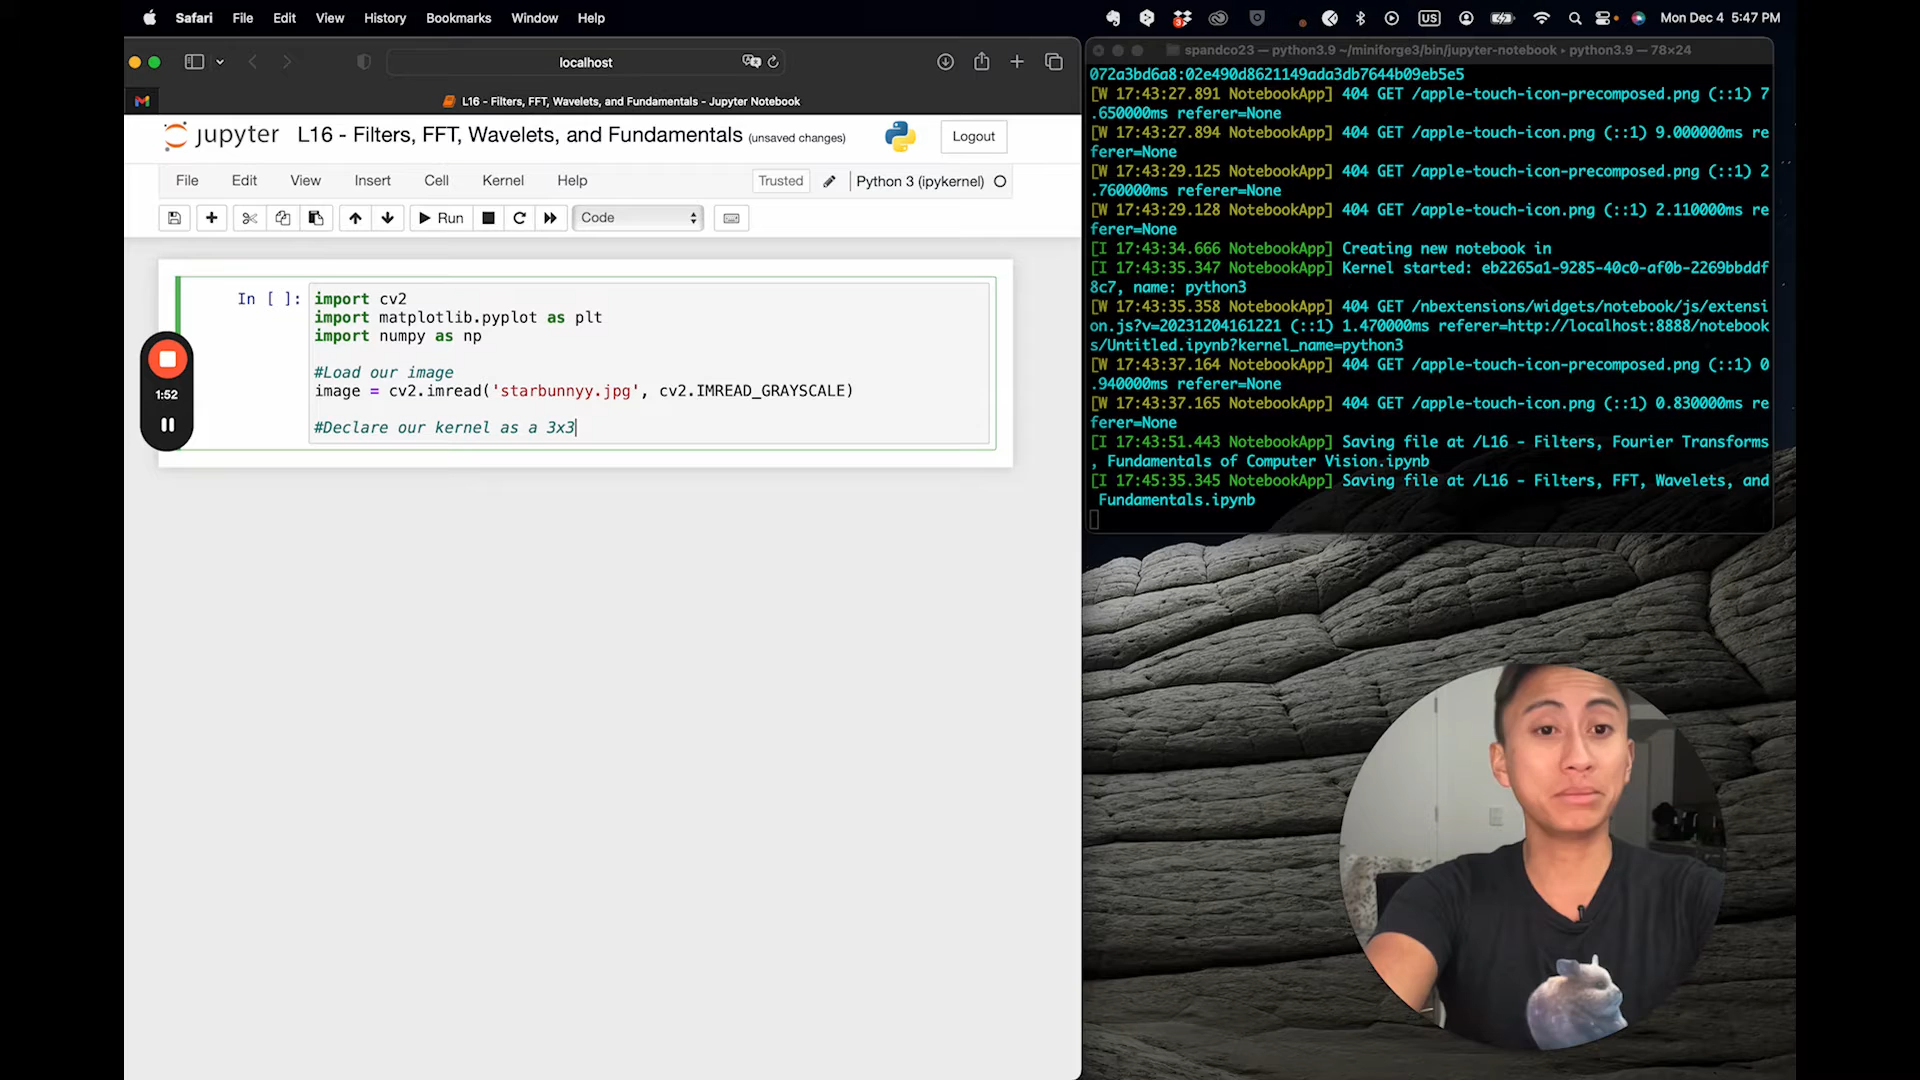 Safari File Edit View History Bookmarks Window Help
3
US
Mon Dec 4 5:47 PM
localhost
L16 - Filters, FFT, Wavelets, and Fundamentals - Jupyter Notebook
jupyter L16 - Filters, FFT, Wavelets, and Fundamentals (unsaved changes)
Logout
File Edit View Insert Cell Kernel Help
Trusted
Python 3 (ipykernel)
Run
Code
In [ ]:
import cv2
import matplotlib.pyplot as plt
import numpy as np
#Load our image
image = cv2.imread('starbunnyy.jpg', cv2.IMREAD_GRAYSCALE)
#Declare our kernel as a 3x3
1:52
spandco23 — python3.9 ~/miniforge3/bin/jupyter-notebook ▸ python3.9 — 78×24
072a3bd6a8:02e490d8621149ada3db7644b09eb5e5
[W 17:43:27.891 NotebookApp] 404 GET /apple-touch-icon-precomposed.png (::1) 7
.650000ms referer=None
[W 17:43:27.894 NotebookApp] 404 GET /apple-touch-icon.png (::1) 9.000000ms re
ferer=None
[W 17:43:29.125 NotebookApp] 404 GET /apple-touch-icon-precomposed.png (::1) 2
.760000ms referer=None
[W 17:43:29.128 NotebookApp] 404 GET /apple-touch-icon.png (::1) 2.110000ms re
ferer=None
[I 17:43:34.666 NotebookApp] Creating new notebook in
[I 17:43:35.347 NotebookApp] Kernel started: eb2265a1-9285-40c0-af0b-2269bbddf
8c7, name: python3
[W 17:43:35.358 NotebookApp] 404 GET /nbextensions/widgets/notebook/js/extensi
on.js?v=20231204161221 (::1) 1.470000ms referer=http://localhost:8888/notebook
s/Untitled.ipynb?kernel_name=python3
[W 17:43:37.164 NotebookApp] 404 GET /apple-touch-icon-precomposed.png (::1) 0
.940000ms referer=None
[W 17:43:37.165 NotebookApp] 404 GET /apple-touch-icon.png (::1) 0.830000ms re
ferer=None
[I 17:43:51.443 NotebookApp] Saving file at /L16 - Filters, Fourier Transforms
, Fundamentals of Computer Vision.ipynb
[I 17:45:35.345 NotebookApp] Saving file at /L16 - Filters, FFT, Wavelets, and
Fundamentals.ipynb